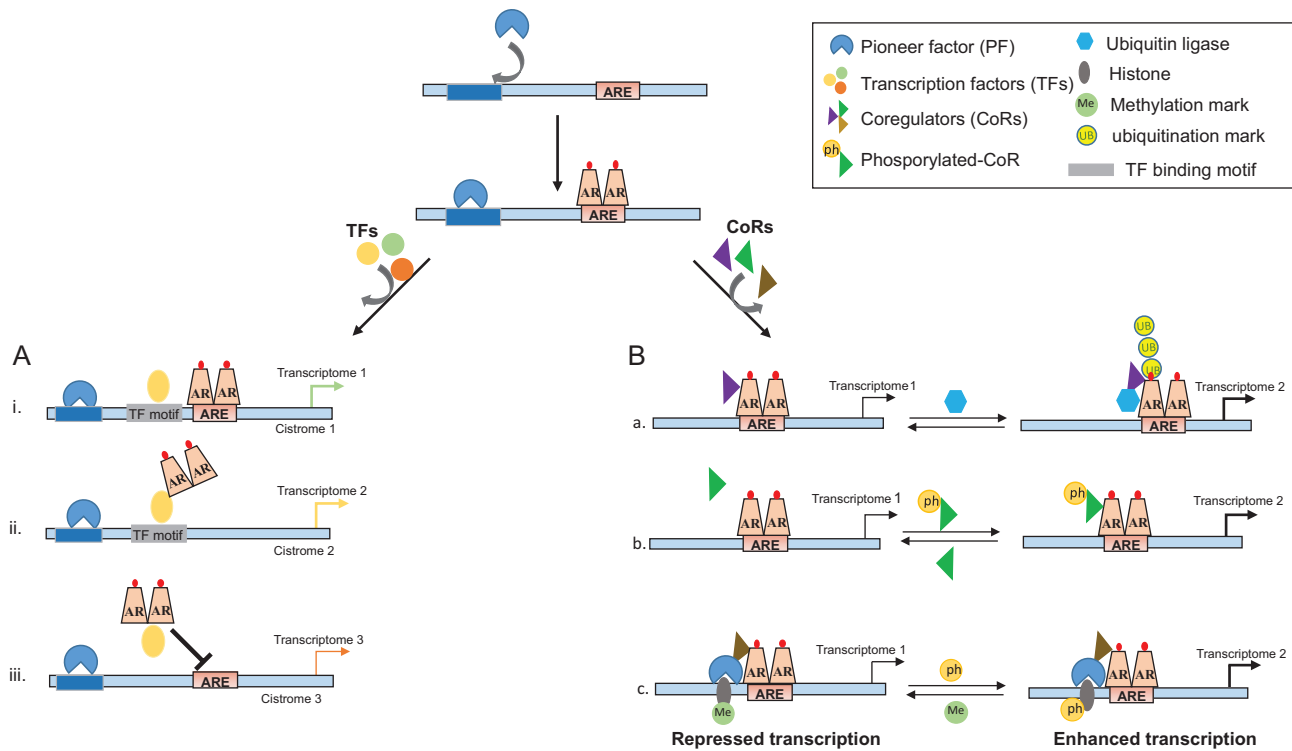 Pioneer factor (PF)
Transcription factors (TFs)
Coregulators (CoRs)
ph
Phosporylated-CoR
Ubiquitin ligase
Histone
Me
Methylation mark
UB
ubiquitination mark
TF binding motif
ARE
AR AR
ARE
TFs
CoRs
A
i.
AR AR
TF motif
ARE
Transcriptome 1
Cistrome 1
ii.
AR AR
TF motif
Transcriptome 2
Cistrome 2
iii.
AR AR
ARE
Transcriptome 3
Cistrome 3
B
a.
AR AR
ARE
Transcriptome 1
UB
UB
UB
AR AR
ARE
Transcriptome 2
b.
AR AR
ARE
Transcriptome 1
ph
ph
AR AR
ARE
Transcriptome 2
c.
AR AR
ARE
Me
Transcriptome 1
ph
Me
AR AR
ARE
ph
Transcriptome 2
Repressed transcription
Enhanced transcription